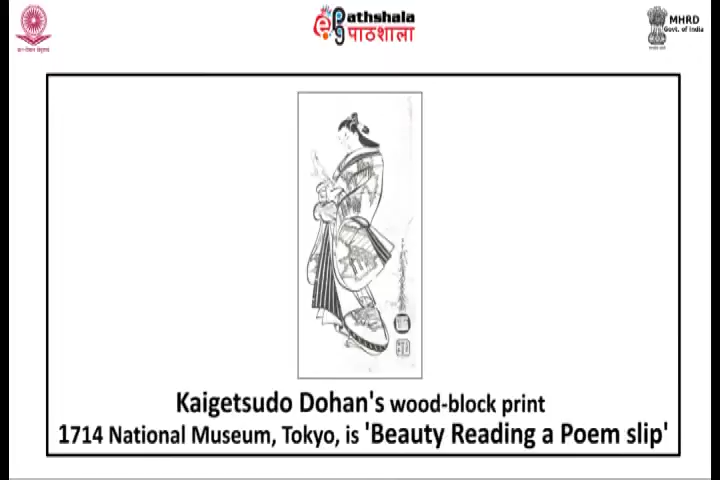 ePathshala
पाठशाला
MHRD
Govt. of India
Kaigetsudo Dohan's wood-block print
1714 National Museum, Tokyo, is 'Beauty Reading a Poem slip'